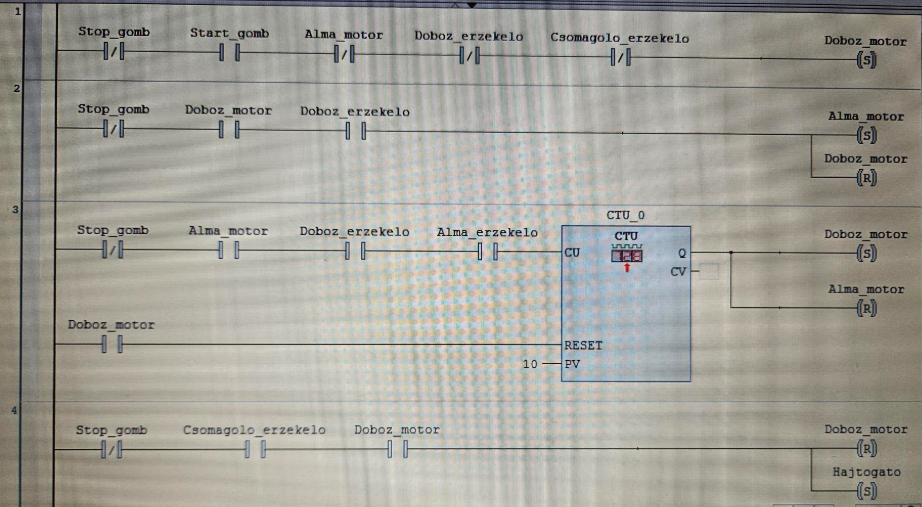 1
Stop_gomb Start_gomb Alma_motor Doboz_erzekelo Csomagolo_erzekelo Doboz_motor
S
2
Stop_gomb Doboz_motor Doboz_erzekelo Alma_motor
S
Doboz_motor
R
3
CTU_0
Stop_gomb Alma_motor Doboz_erzekelo Alma_erzekelo CTU Doboz_motor
CU Q S
CV
Alma_motor
R
Doboz_motor
RESET
10 PV
4
Stop_gomb Csomagolo_erzekelo Doboz_motor Doboz_motor
R
Hajtogato
S